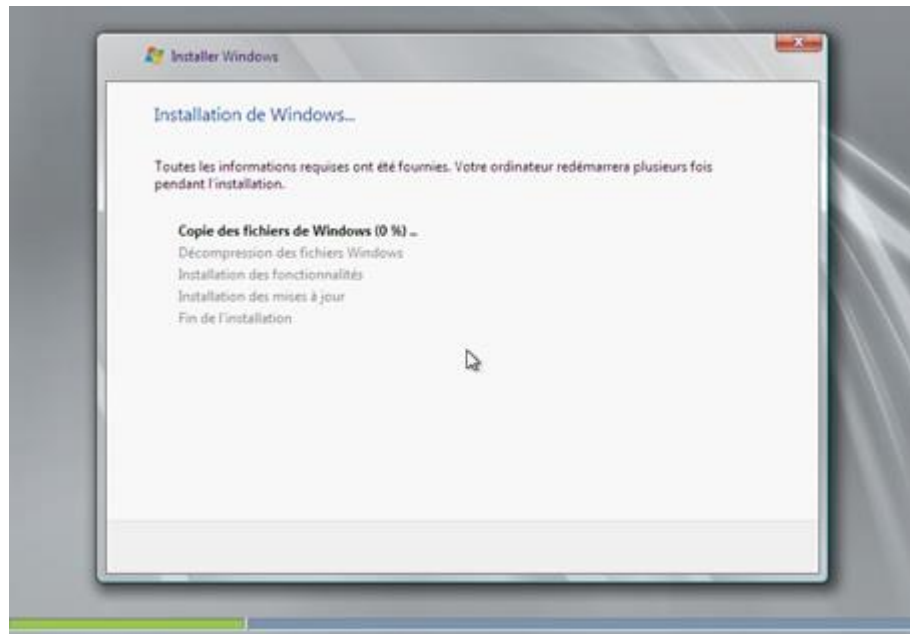 Installer Windows
Installation de Windows...
Toutes les informations requises ont été fournies. Votre ordinateur redémarrera plusieurs fois
pendant l'installation.
Copie des fichiers de Windows (0 %) ...
Décompression des fichiers Windows
Installation des fonctionnalités
Installation des mises à jour
Fin de l'installation